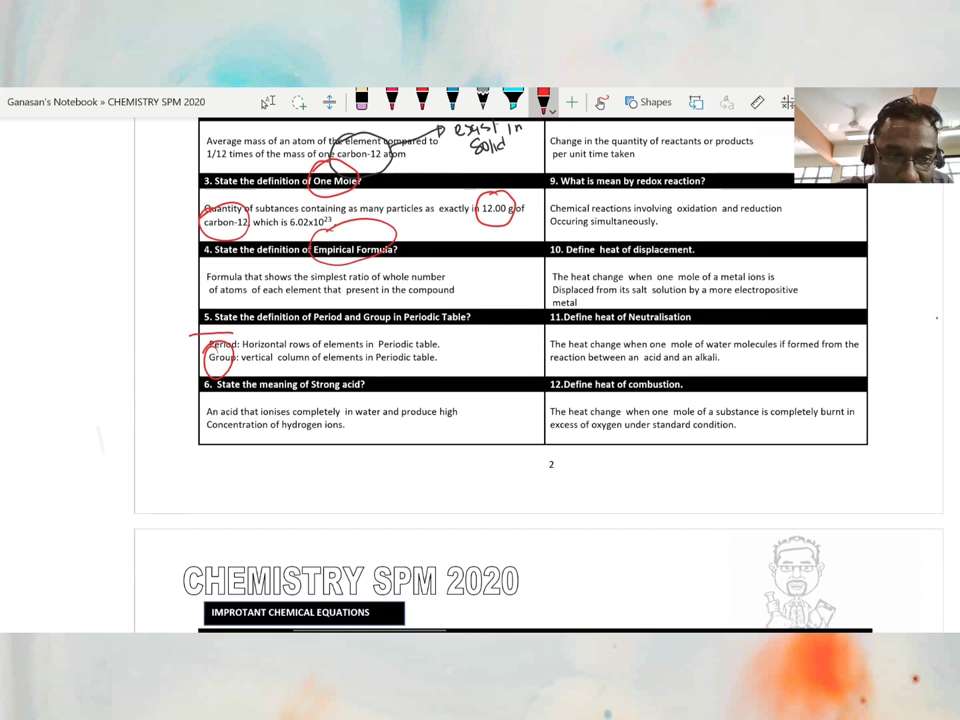 Ganasan's Notebook » CHEMISTRY SPM 2020
Shapes
Average mass of an atom of the element compared to
1/12 times of the mass of one carbon-12 atom
exist in
solid
3. State the definition of One Mole?
Quantity of subtances containing as many particles as exactly in 12.00 g of
carbon-12, which is 6.02x10²³
4. State the definition of Empirical Formula?
Formula that shows the simplest ratio of whole number
of atoms of each element that present in the compound
5. State the definition of Period and Group in Periodic Table?
Period: Horizontal rows of elements in Periodic table.
Group: vertical column of elements in Periodic table.
6. State the meaning of Strong acid?
An acid that ionises completely in water and produce high
Concentration of hydrogen ions.
Change in the quantity of reactants or products
per unit time taken
9. What is mean by redox reaction?
Chemical reactions involving oxidation and reduction
Occuring simultaneously.
10. Define heat of displacement.
The heat change when one mole of a metal ions is
Displaced from its salt solution by a more electropositive
metal
11.Define heat of Neutralisation
The heat change when one mole of water molecules if formed from the
reaction between an acid and an alkali.
12.Define heat of combustion.
The heat change when one mole of a substance is completely burnt in
excess of oxygen under standard condition.
2
CHEMISTRY SPM 2020
IMPROTANT CHEMICAL EQUATIONS